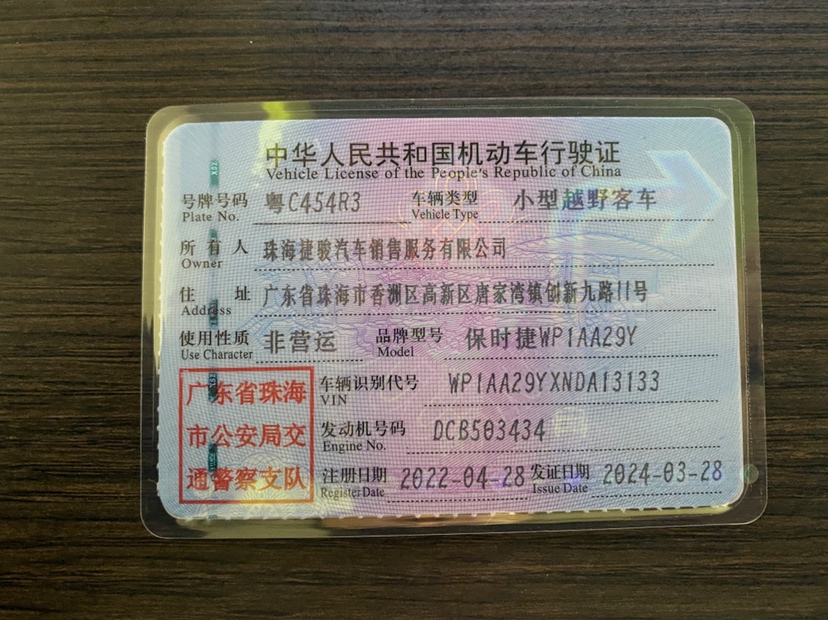 中华人民共和国机动车行驶证
Vehicle License of the People's Republic of China
号牌号码 粤C454R3 车辆类型 小型越野客车
Plate No. Vehicle Type
所有人 珠海捷骏汽车销售服务有限公司
Owner
住址 广东省珠海市香洲区高新区唐家湾镇创新九路11号
Address
使用性质 非营运 品牌型号 保时捷WP1AA29Y
Use Character Model
广东省珠海
市公安局交
通警察支队
车辆识别代号 WP1AA29YXNDA13133
VIN
发动机号码 DCB503434
Engine No.
注册日期 2022-04-28 发证日期 2024-03-28
Register Date Issue Date